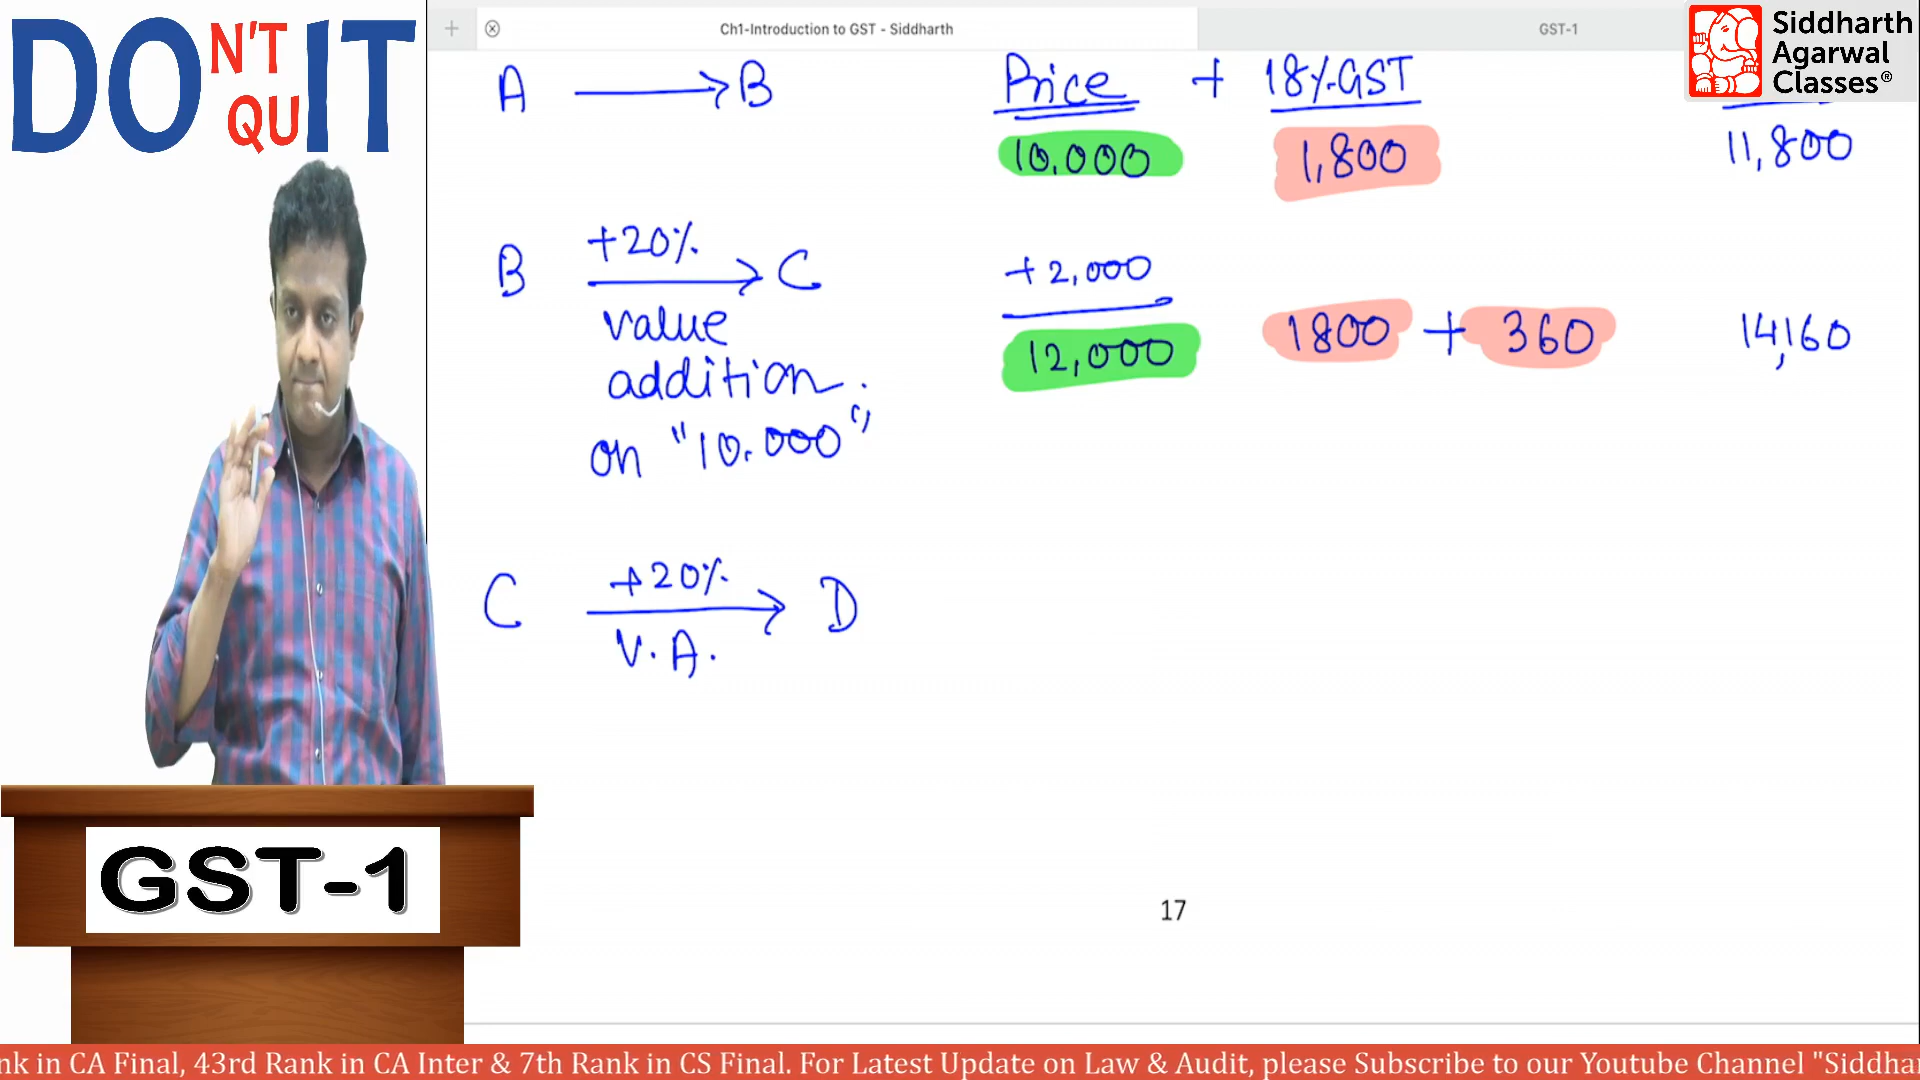 DON'T QUIT
Ch1-Introduction to GST - Siddharth
GST-1
Siddharth
Agarwal
Classes®
A → B Price + 18% GST
10,000 1,800 11,800
B +20% → C +2,000
value
addition
on "10,000"
12,000 1800 + 360 14,160
C +20% → D
V.A.
GST-1
17
nk in CA Final, 43rd Rank in CA Inter & 7th Rank in CS Final. For Latest Update on Law & Audit, please Subscribe to our Youtube Channel "Siddha